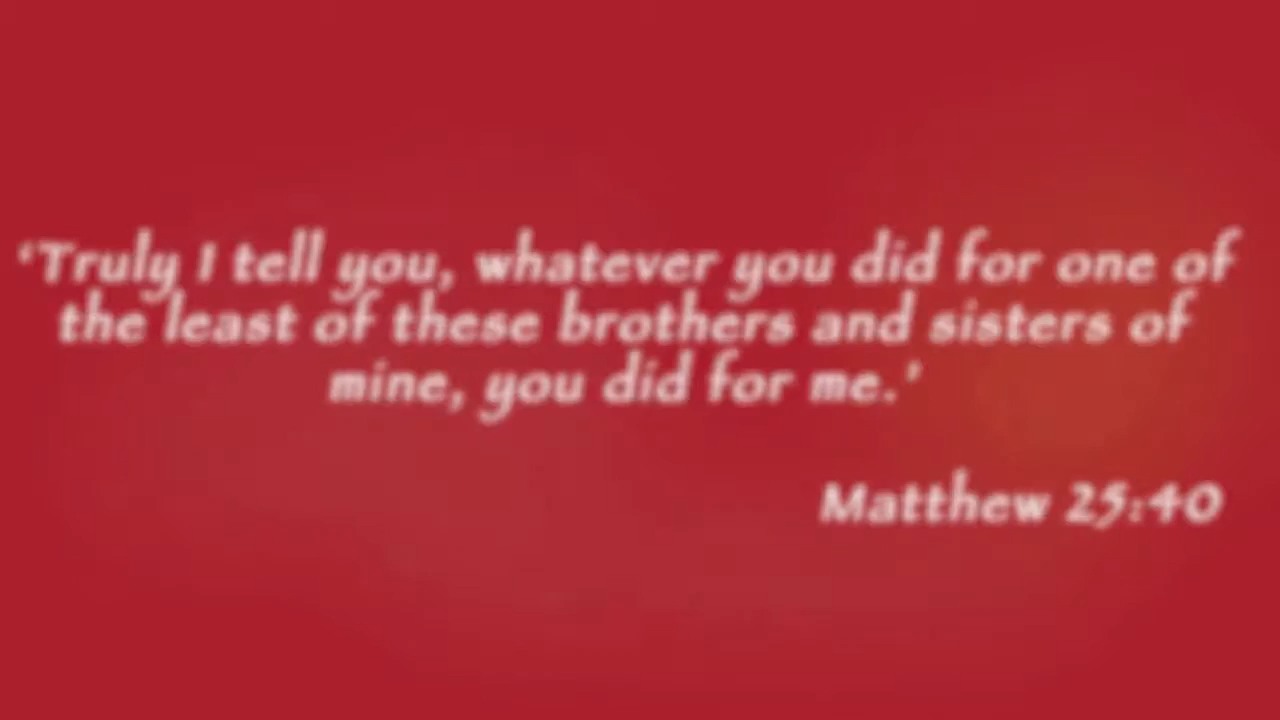 ‘Truly I tell you, whatever you did for one of
the least of these brothers and sisters of
mine, you did for me.’
Matthew 25:40